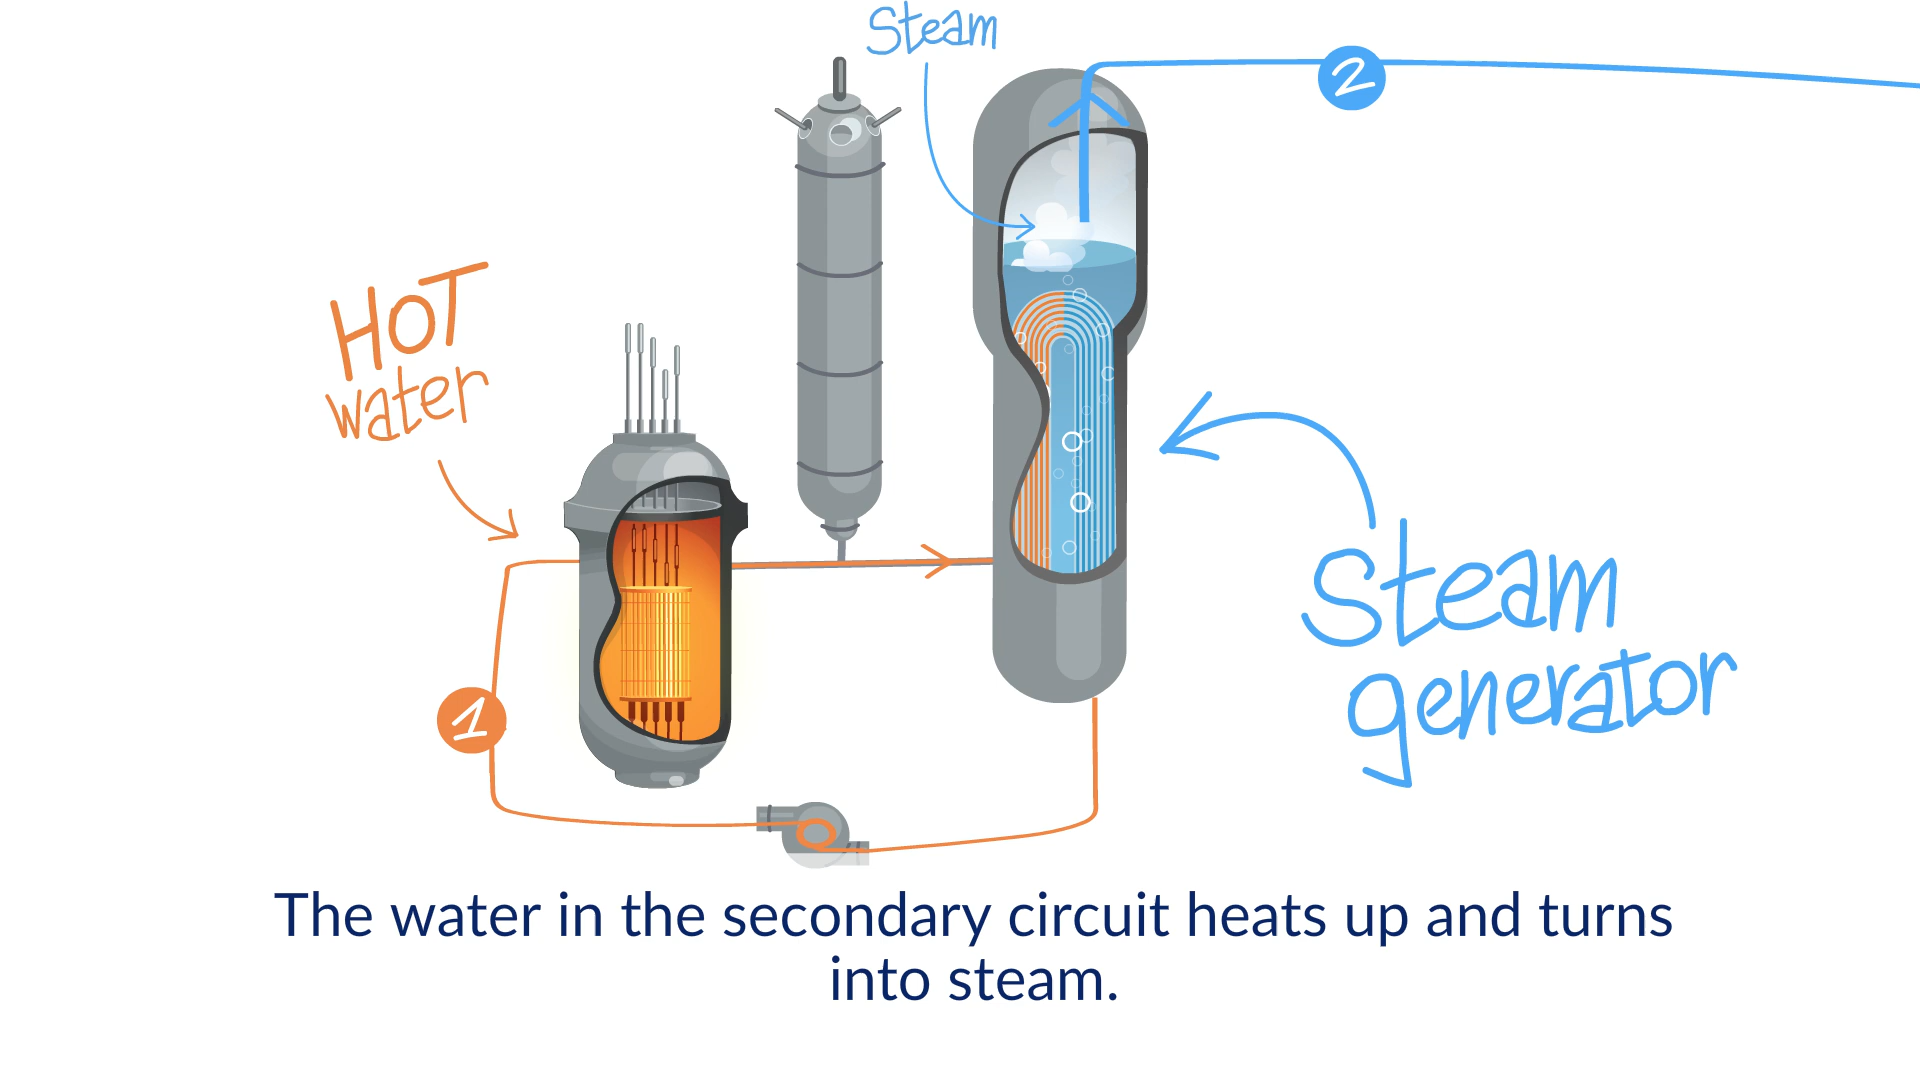 Steam
2
HOT
water
Steam
generator
1
The water in the secondary circuit heats up and turns
into steam.